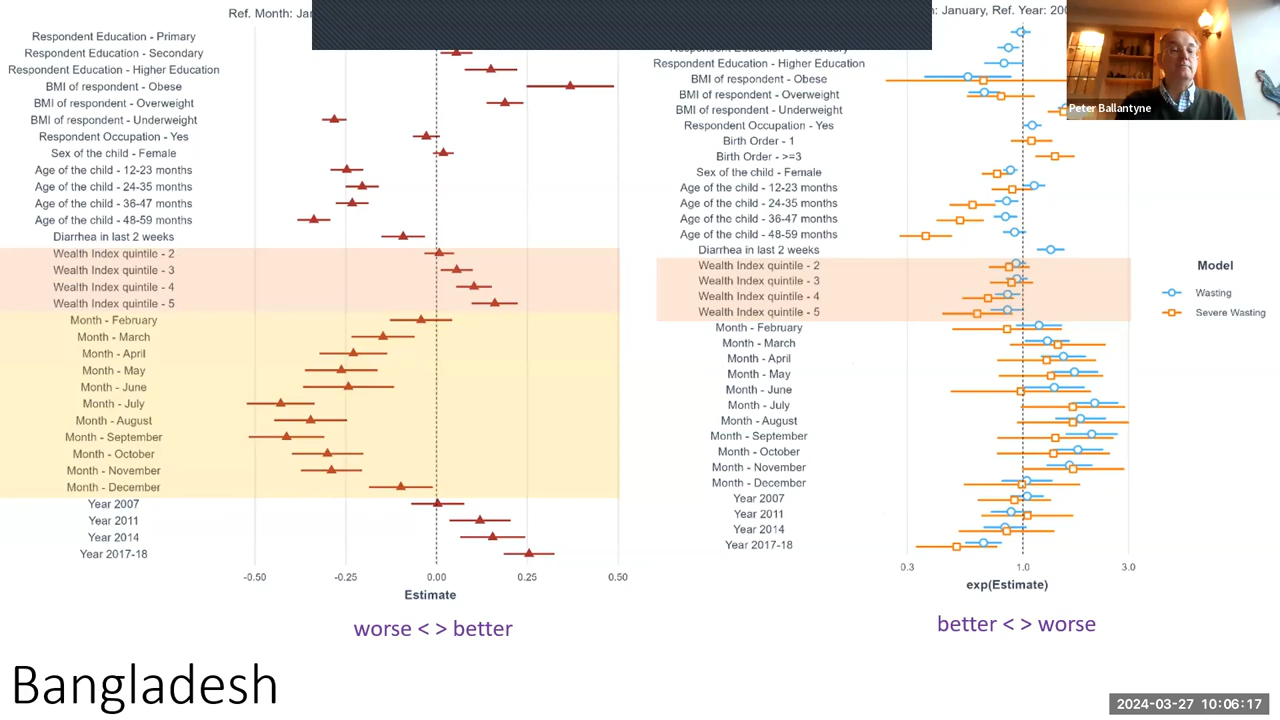 Ref. Month: Jan
Respondent Education - Primary
Respondent Education - Secondary
Respondent Education - Higher Education
BMI of respondent - Obese
BMI of respondent - Overweight
BMI of respondent - Underweight
Respondent Occupation - Yes
Sex of the child - Female
Age of the child - 12-23 months
Age of the child - 24-35 months
Age of the child - 36-47 months
Age of the child - 48-59 months
Diarrhea in last 2 weeks
Wealth Index quintile - 2
Wealth Index quintile - 3
Wealth Index quintile - 4
Wealth Index quintile - 5
Month - February
Month - March
Month - April
Month - May
Month - June
Month - July
Month - August
Month - September
Month - October
Month - November
Month - December
Year 2007
Year 2011
Year 2014
Year 2017-18
-0.50 -0.25 0.00 0.25 0.50
Estimate
worse < > better
: January, Ref. Year: 200
Respondent Education - Secondary
Respondent Education - Higher Education
BMI of respondent - Obese
BMI of respondent - Overweight
BMI of respondent - Underweight
Respondent Occupation - Yes
Birth Order - 1
Birth Order - >=3
Sex of the child - Female
Age of the child - 12-23 months
Age of the child - 24-35 months
Age of the child - 36-47 months
Age of the child - 48-59 months
Diarrhea in last 2 weeks
Wealth Index quintile - 2
Wealth Index quintile - 3
Wealth Index quintile - 4
Wealth Index quintile - 5
Month - February
Month - March
Month - April
Month - May
Month - June
Month - July
Month - August
Month - September
Month - October
Month - November
Month - December
Year 2007
Year 2011
Year 2014
Year 2017-18
0.3 1.0 3.0
exp(Estimate)
better < > worse
Model
Wasting
Severe Wasting
Peter Ballantyne
Bangladesh
2024-03-27 10:06:17